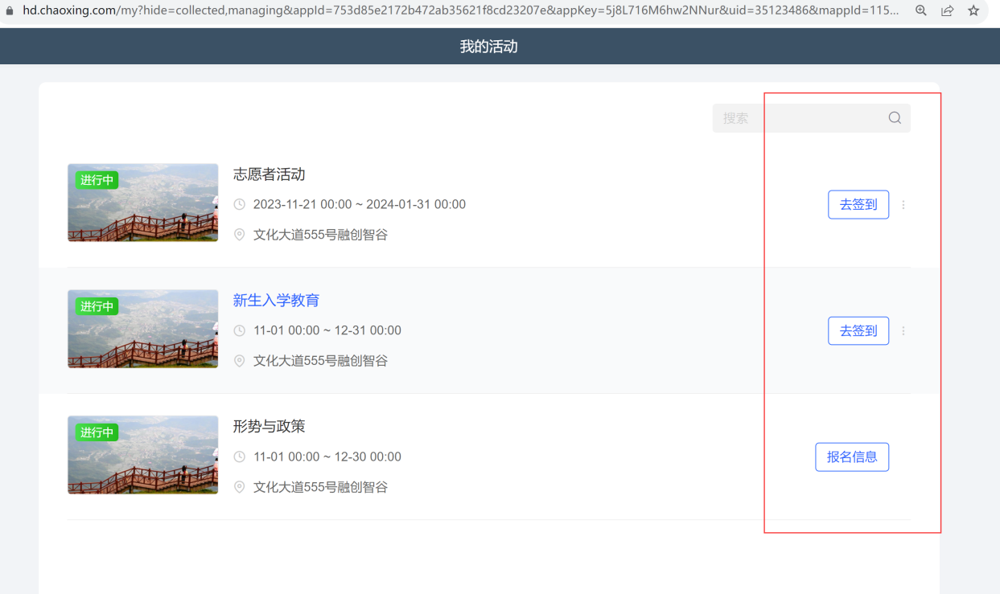 hd.chaoxing.com/my?hide=collected,managing&appId=753d85e2172b472ab35621f8cd23207e&appKey=5j8L716M6hw2NNur&uid=35123486&mappId=115...
我的活动
搜索
进行中
志愿者活动
2023-11-21 00:00 ~ 2024-01-31 00:00
文化大道555号融创智谷
去签到
进行中
新生入学教育
11-01 00:00 ~ 12-31 00:00
文化大道555号融创智谷
去签到
进行中
形势与政策
11-01 00:00 ~ 12-30 00:00
文化大道555号融创智谷
报名信息